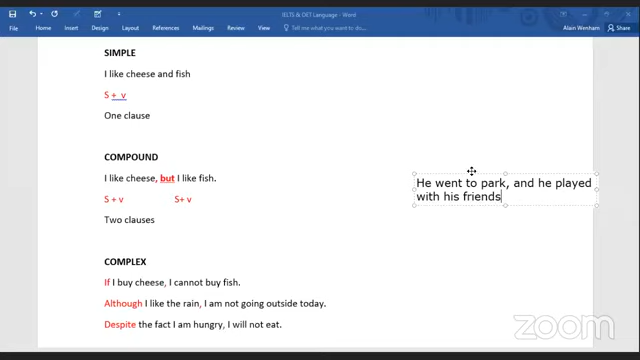 IELTS & OET Language - Word
Alain Wenham
Share
File
Home
Insert
Design
Layout
References
Mailings
Review
View
Tell me what you want to do...
SIMPLE
I like cheese and fish
S + v
One clause
COMPOUND
I like cheese, but I like fish.
S + v S+ v
Two clauses
He went to park, and he played
with his friends
COMPLEX
If I buy cheese, I cannot buy fish.
Although I like the rain, I am not going outside today.
Despite the fact I am hungry, I will not eat.
zoom